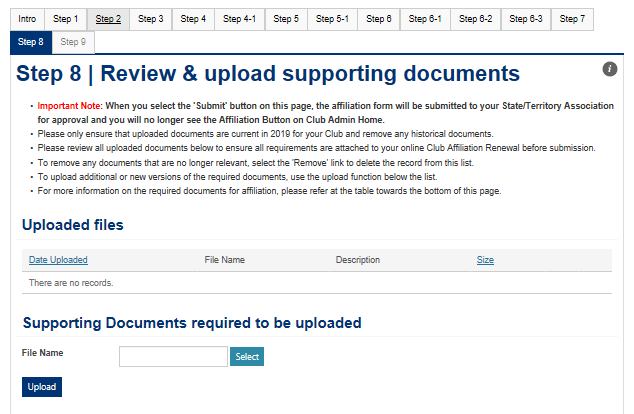 Intro Step 1 Step 2 Step 3 Step 4 Step 4-1 Step 5 Step 5-1 Step 6 Step 6-1 Step 6-2 Step 6-3 Step 7
Step 8 Step 9
Step 8 | Review & upload supporting documents
i
• Important Note: When you select the 'Submit' button on this page, the affiliation form will be submitted to your State/Territory Association
for approval and you will no longer see the Affiliation Button on Club Admin Home.
• Please only ensure that uploaded documents are current in 2019 for your Club and remove any historical documents.
• Please review all uploaded documents below to ensure all requirements are attached to your online Club Affiliation Renewal before submission.
• To remove any documents that are no longer relevant, select the 'Remove' link to delete the record from this list.
• To upload additional or new versions of the required documents, use the upload function below the list.
• For more information on the required documents for affiliation, please refer at the table towards the bottom of this page.
Uploaded files
Date Uploaded File Name Description Size
There are no records.
Supporting Documents required to be uploaded
File Name Select
Upload